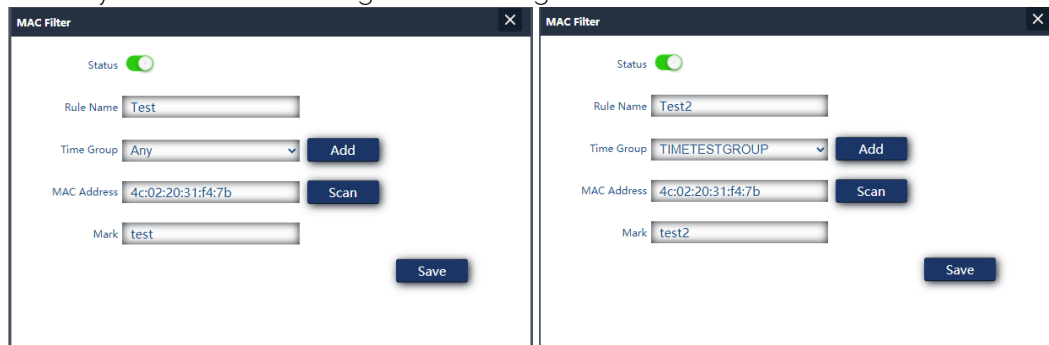 MAC Filter
Status
Rule Name Test
Time Group Any Add
MAC Address 4c:02:20:31:f4:7b Scan
Mark test
Save
MAC Filter
Status
Rule Name Test2
Time Group TIMETESTGROUP Add
MAC Address 4c:02:20:31:f4:7b Scan
Mark test2
Save